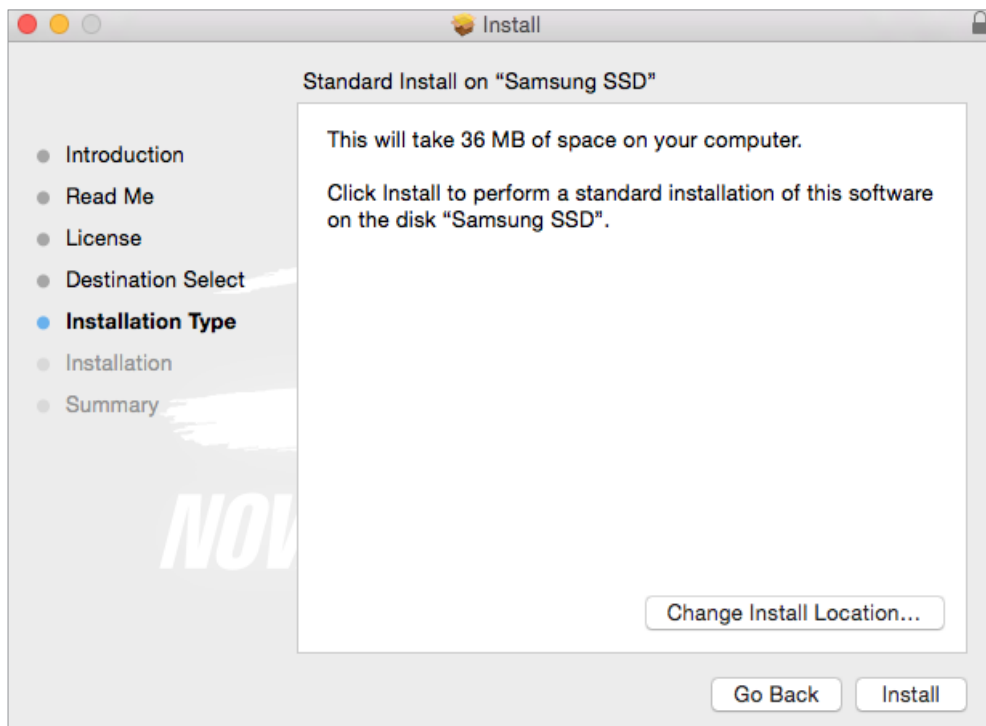 Install
Standard Install on “Samsung SSD”
Introduction
Read Me
License
Destination Select
Installation Type
Installation
Summary
This will take 36 MB of space on your computer.
Click Install to perform a standard installation of this software
on the disk “Samsung SSD”.
NOV
Change Install Location...
Go Back
Install